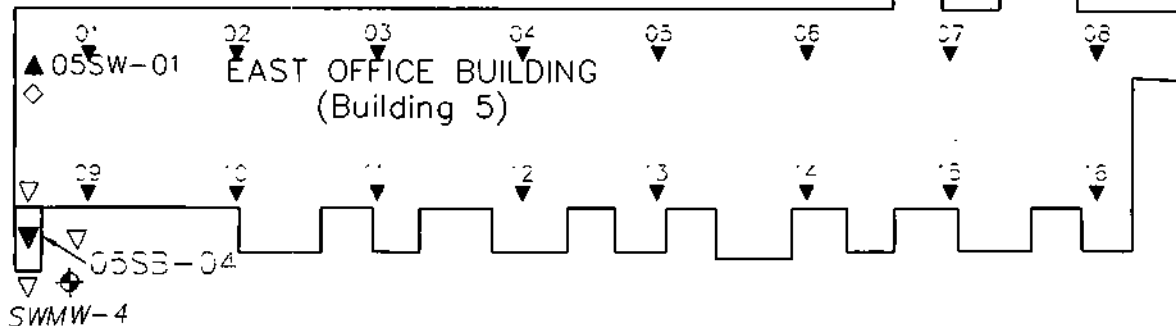 01 02 03 04 05 06 07 08
05SW-01 EAST OFFICE BUILDING
(Building 5)
09 10 11 12 13 14 15 16
05SB-04
SWMW-4